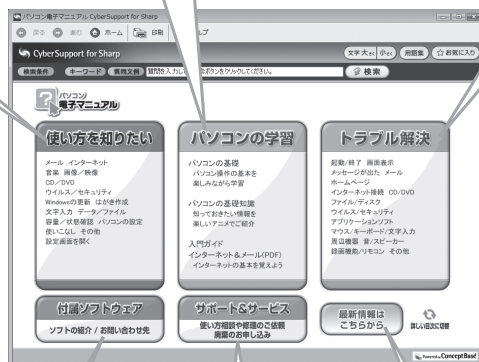 パソコン電子マニュアル CyberSupport for Sharp
戻る 進む ホーム 印刷 ルプ
CyberSupport for Sharp
文字 大きく 小さく 用語集 お気に入り
検索条件 キーワード 質問文例 質問を入力して ボタンをクリックしてください。 検索
パソコン
電子マニュアル
使い方を知りたい
メール インターネット
音楽 画像/映像
CD/DVD
ウイルス/セキュリティ
Windowsの更新 はがき作成
文字入力 データ/ファイル
容量/状態確認 パソコンの設定
使いこなし その他
設定画面を開く
パソコンの学習
パソコンの基礎
パソコン操作の基本を
楽しみながら学習
パソコンの基礎知識
知っておきたい情報を
楽しいアニメでご紹介
入門ガイド
インターネット&メール(PDF)
インターネットの基本を覚えよう
トラブル解決
起動/終了 画面表示
メッセージが出た メール
ホームページ
インターネット接続 CD/DVD
ファイル/ディスク
ウイルス/セキュリティ
アプリケーションソフト
マウス/キーボード/文字入力
周辺機器 音/スピーカー
録画機能/リモコン その他
付属ソフトウェア
ソフトの紹介 / お問い合わせ先
サポート&サービス
使い方相談や修理のご依頼
廃棄のお申し込み
最新情報は
こちらから
詳しい目次に切替
Powered by ConceptBase